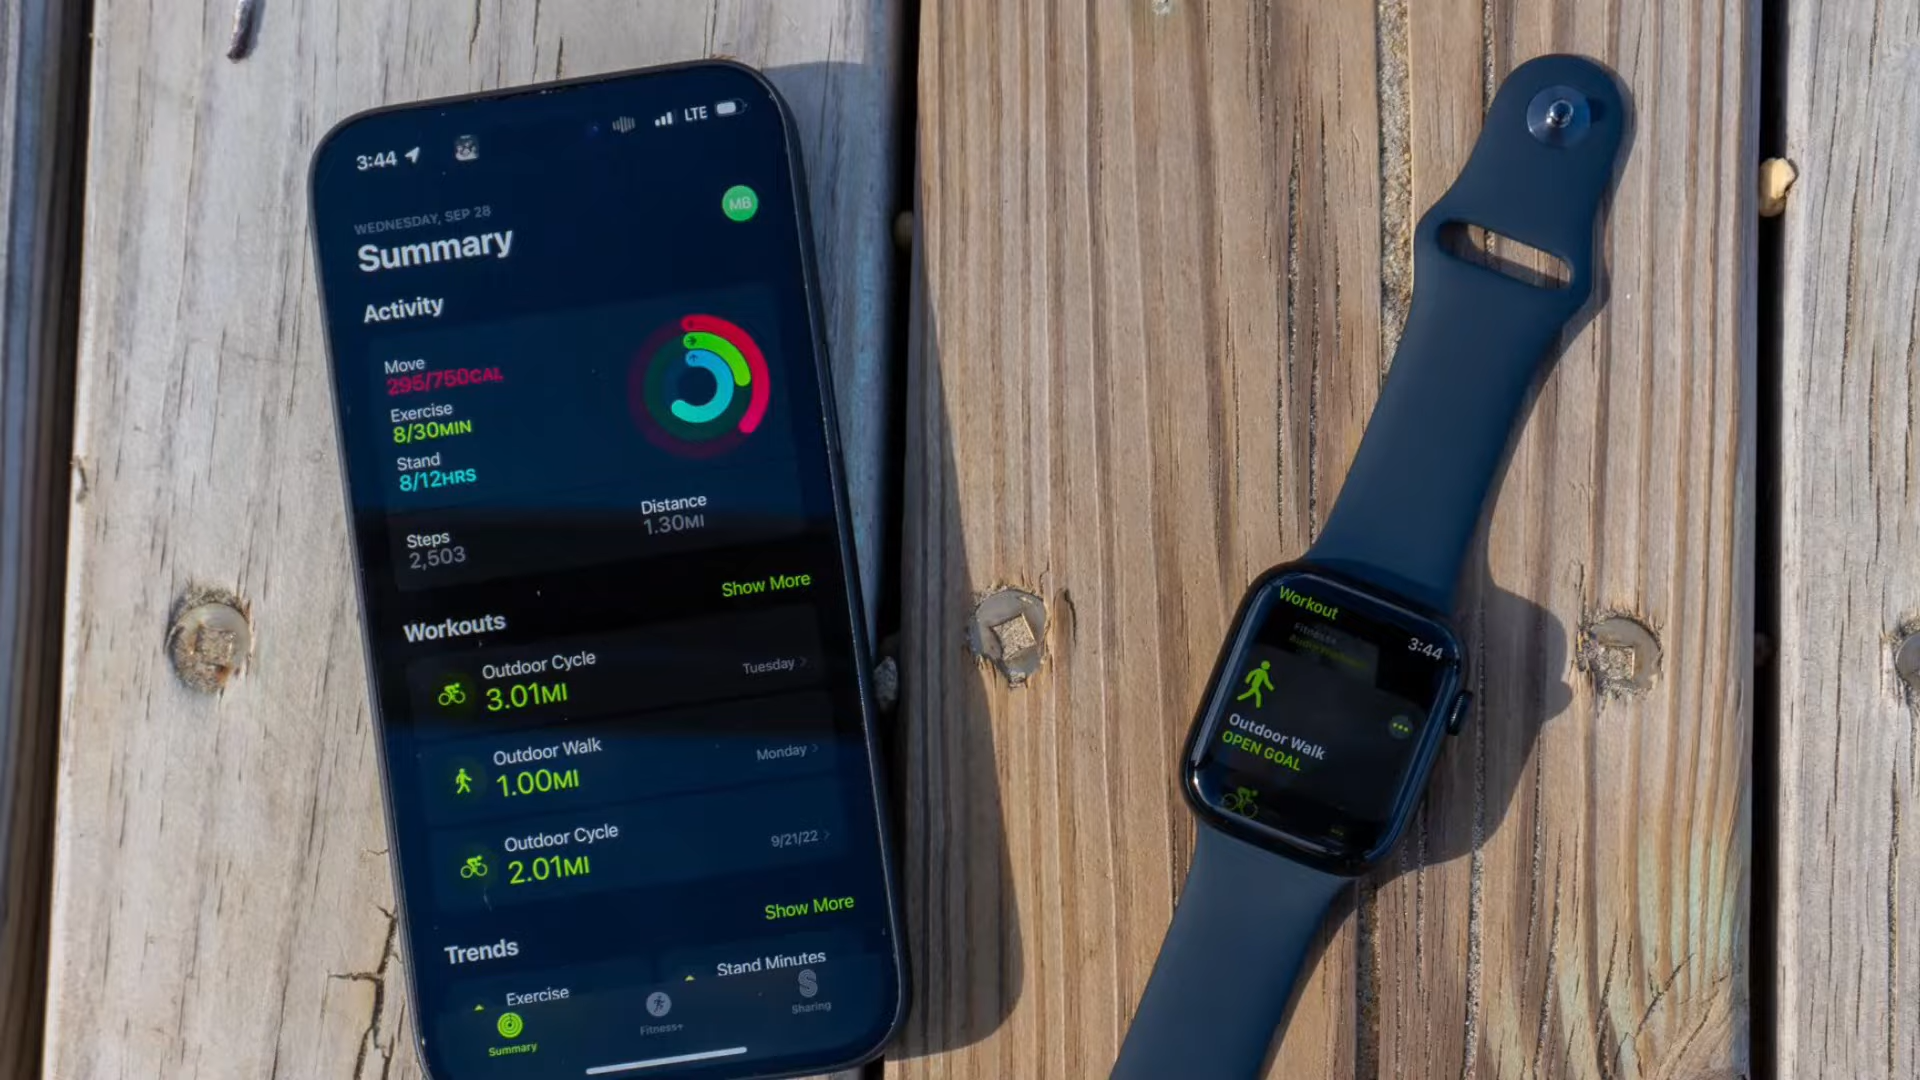 3:44
LTE
WEDNESDAY, SEP 28
MB
Summary
Activity
Move
295/750CAL
Exercise
8/30MIN
Stand
8/12HRS
Steps
2,503
Distance
1.30MI
Show More
Workouts
Outdoor Cycle
3.01MI
Tuesday
Outdoor Walk
1.00MI
Monday
Outdoor Cycle
2.01MI
9/21/22
Show More
Trends
Exercise
Stand Minutes
Summary
Fitness+
Sharing
Workout
3:44
Fitness+
Outdoor Walk
OPEN GOAL